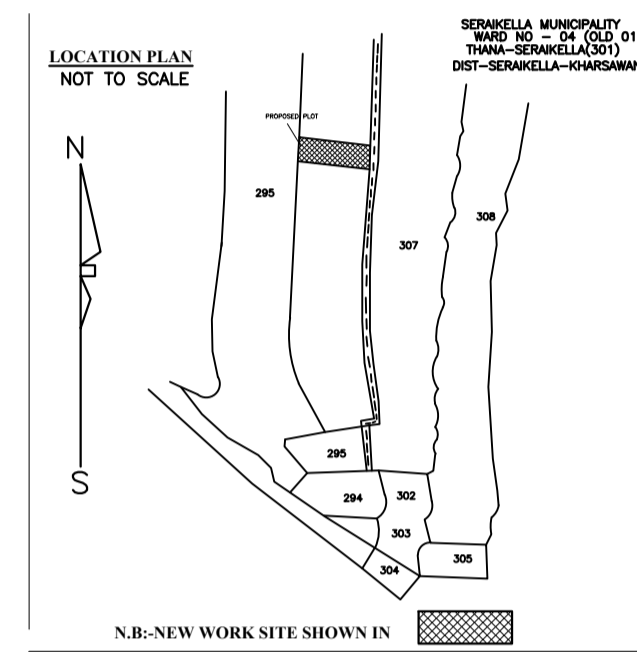 SERAIKELLA MUNICIPALITY
WARD NO - 04 (OLD 01
THANA-SERAIKELLA(301)
DIST-SERAIKELLA-KHARSAWAN
LOCATION PLAN
NOT TO SCALE
PROPOSED PLOT
N
295
308
307
295
S
294
302
303
304
305
N.B:-NEW WORK SITE SHOWN IN